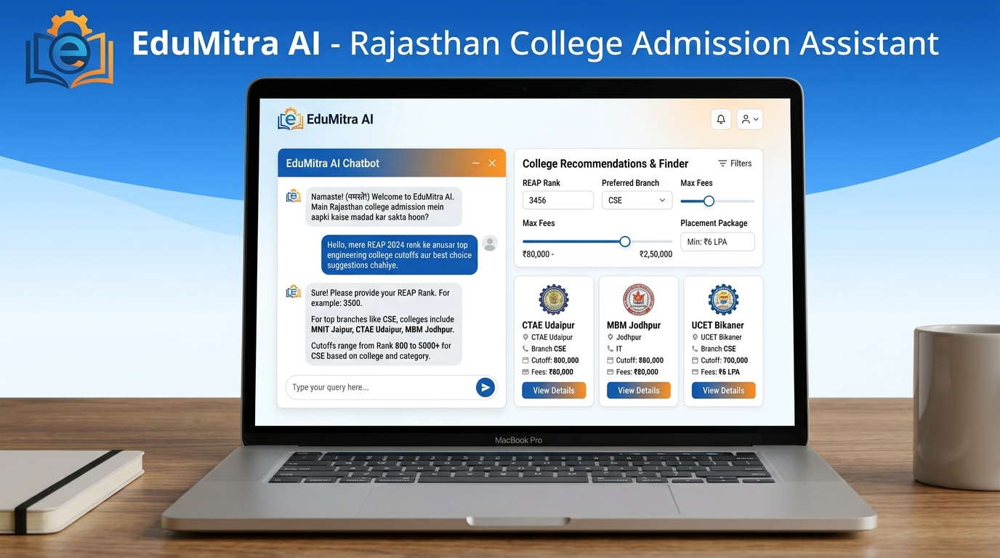 EduMitra AI - Rajasthan College Admission Assistant
EduMitra AI
EduMitra AI Chatbot
Namaste! (नमस्ते!) Welcome to EduMitra AI.
Main Rajasthan college admission mein
aapki kaise madad kar sakta hoon?
Hello, mere REAP 2024 renk ke anusar top
engineering college cutoffs aur best choice
suggestions chahiye.
Sure! Please provide your REAP Rank. For
example: 3500.
For top branches like CSE, colleges include
MNIT Jaipur, CTAE Udaipur, MBM Jodhpur.
Cutoffs range from Rank 800 to 5000+ for
CSE based on college and category.
Type your query here...
College Recommendations & Finder
Filters
REAP Rank
Preferred Branch
Max Fees
3456
CSE
Max Fees
Placement Package
Min: ₹6 LPA
₹80,000 -
₹2,50,000
CTAE Udaipur
CTAE Udaipur
Branch CSE
Cutoff: 800,000
Fees: ₹80,000
View Details
MBM Jodhpur
Jodhpur
IT
Cutoff: 880,000
Fees: ₹80,000
View Details
UCET Bikaner
UCET Bikaner
Branch CSE
Cutoff: 700,000
Fees: ₹6 LPA
View Details
MacBook Pro